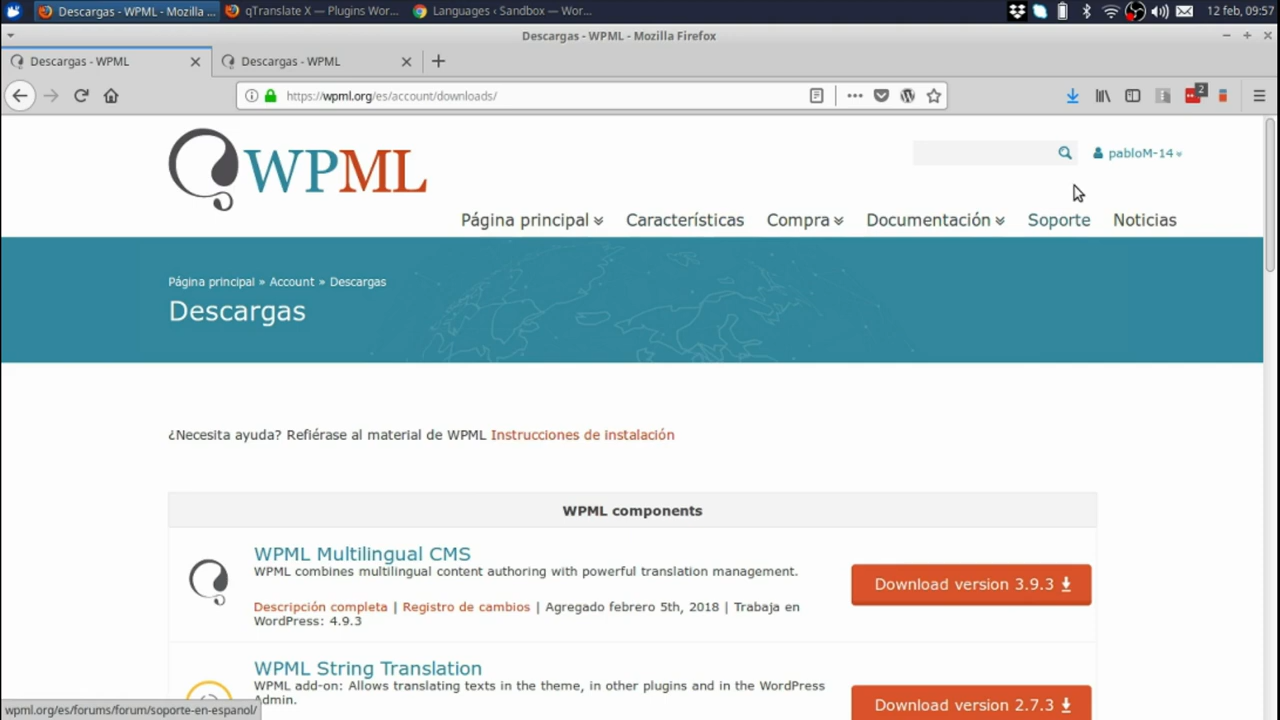 Descargas - WPML - Mozilla ...
qTranslate X — Plugins Wor...
Languages ‹ Sandbox — Wor...
12 feb, 09:57
Descargas - WPML - Mozilla Firefox
Descargas - WPML
Descargas - WPML
https://wpml.org/es/account/downloads/
2
WPML
pabloM-14
Página principal
Características
Compra
Documentación
Soporte
Noticias
Página principal » Account » Descargas
Descargas
¿Necesita ayuda? Refiérase al material de WPML Instrucciones de instalación
WPML components
WPML Multilingual CMS
WPML combines multilingual content authoring with powerful translation management.
Download version 3.9.3
Descripción completa | Registro de cambios | Agregado febrero 5th, 2018 | Trabaja en
WordPress: 4.9.3
WPML String Translation
WPML add-on: Allows translating texts in the theme, in other plugins and in the WordPress
Admin.
Download version 2.7.3
wpml.org/es/forums/forum/soporte-en-espanol/